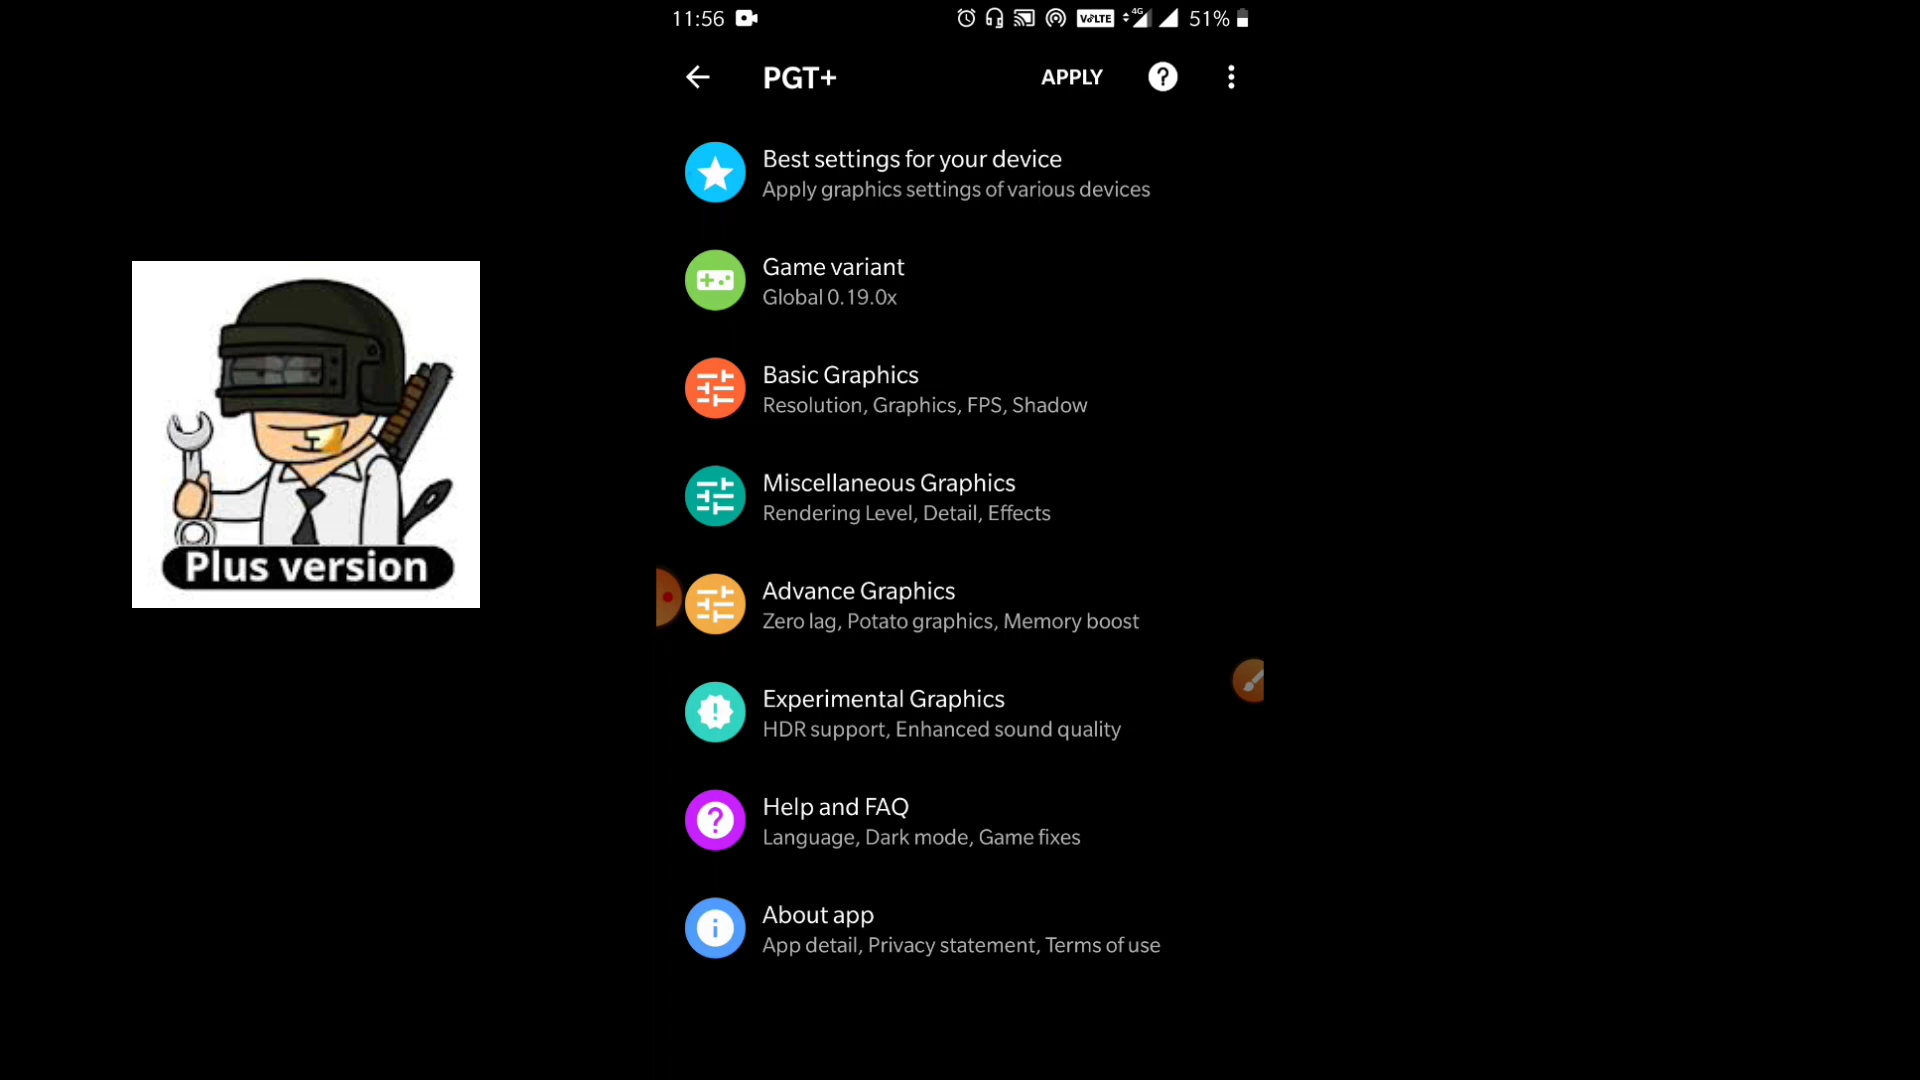 11:56
VoLTE
4G
51%
PGT+
APPLY
Best settings for your device
Apply graphics settings of various devices
Game variant
Global 0.19.0x
Basic Graphics
Resolution, Graphics, FPS, Shadow
Miscellaneous Graphics
Rendering Level, Detail, Effects
Advance Graphics
Zero lag, Potato graphics, Memory boost
Experimental Graphics
HDR support, Enhanced sound quality
Help and FAQ
Language, Dark mode, Game fixes
About app
App detail, Privacy statement, Terms of use
Plus version